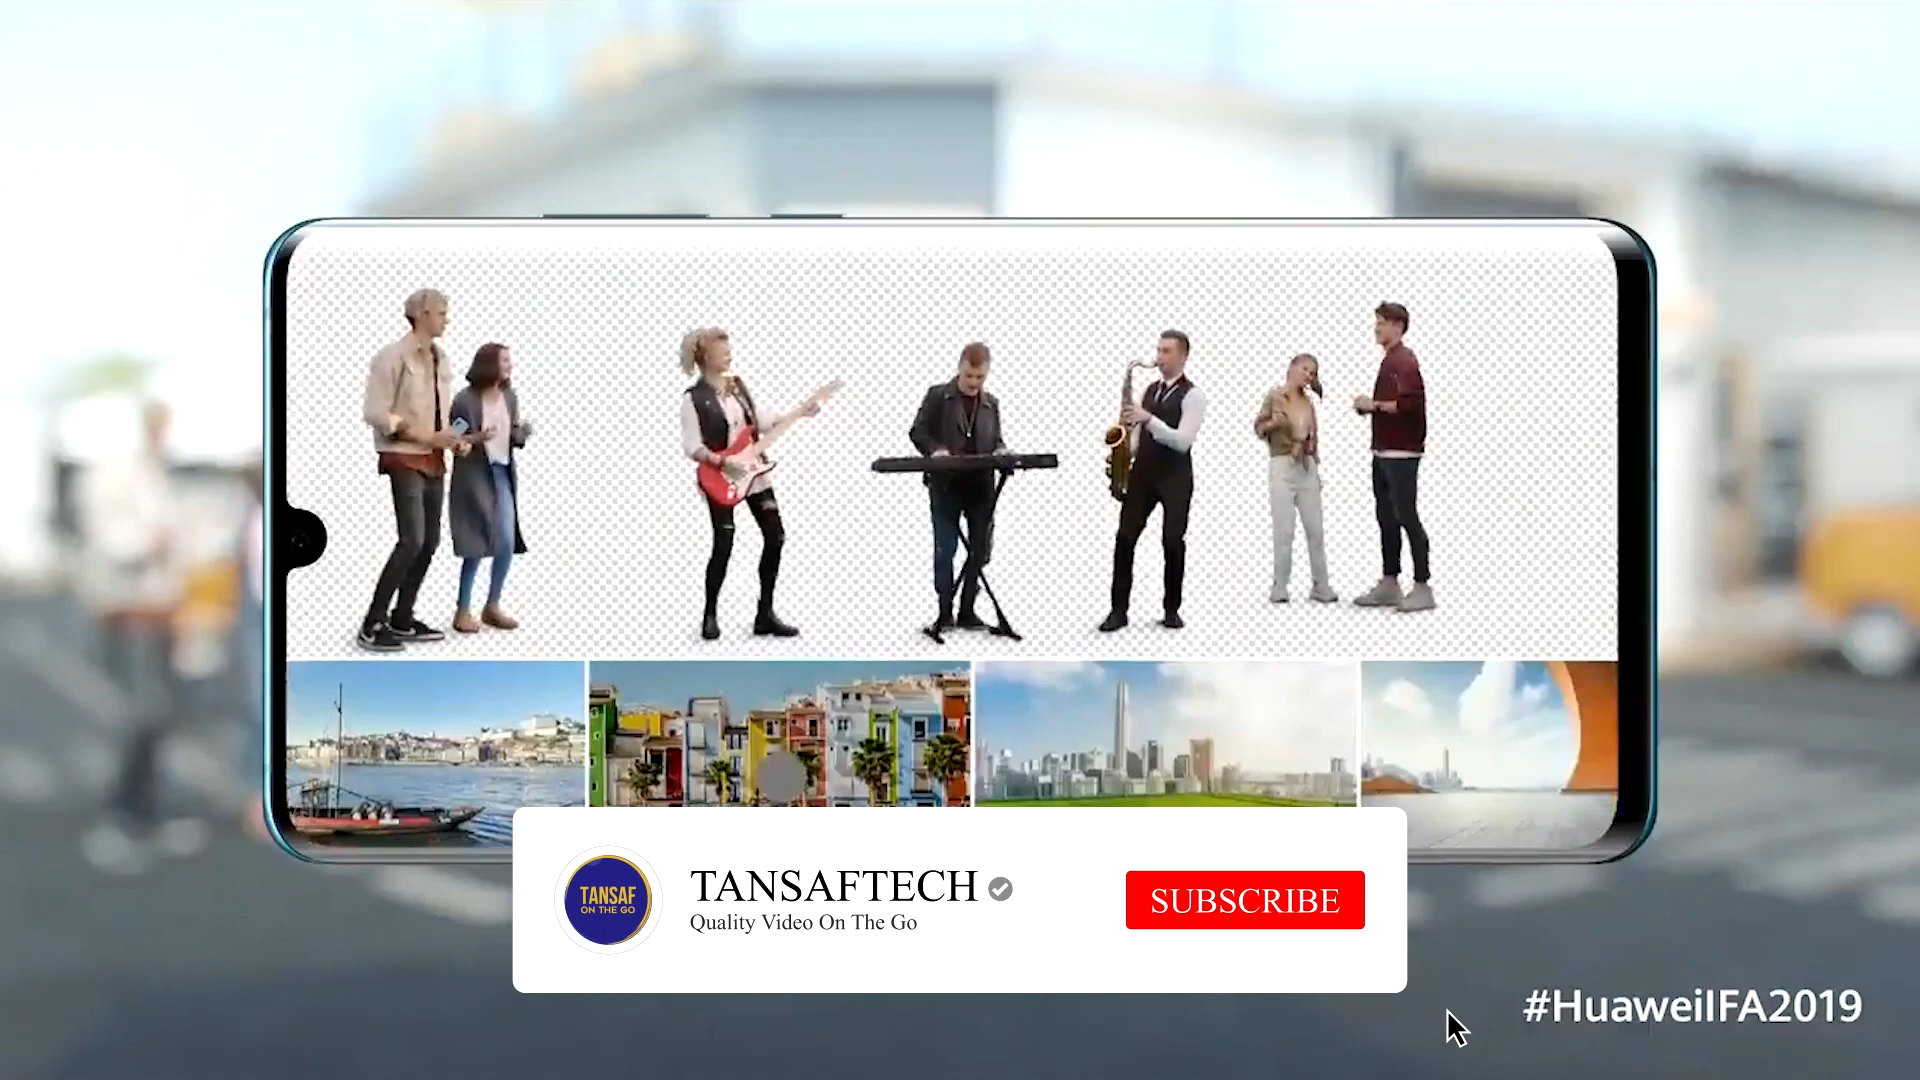 TANSAF
ON THE GO
TANSAFTECH
Quality Video On The Go
SUBSCRIBE
#HuaweiIFA2019